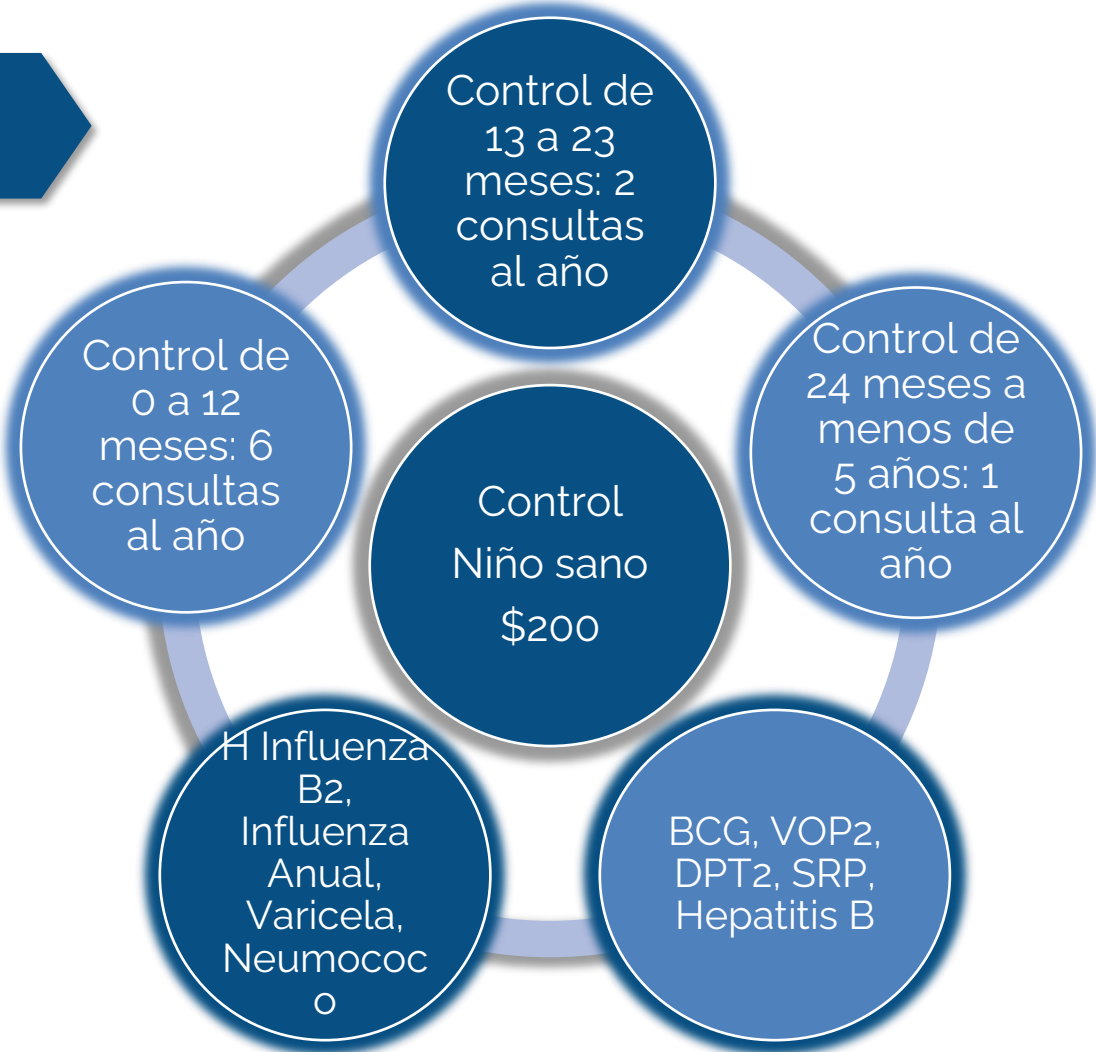 Control de
13 a 23
meses: 2
consultas
al año
Control de
24 meses a
menos de
5 años: 1
consulta al
año
BCG, VOP2,
DPT2, SRP,
Hepatitis B
H Influenza
B2,
Influenza
Anual,
Varicela,
Neumococ
o
Control de
0 a 12
meses: 6
consultas
al año
Control
Niño sano
$200